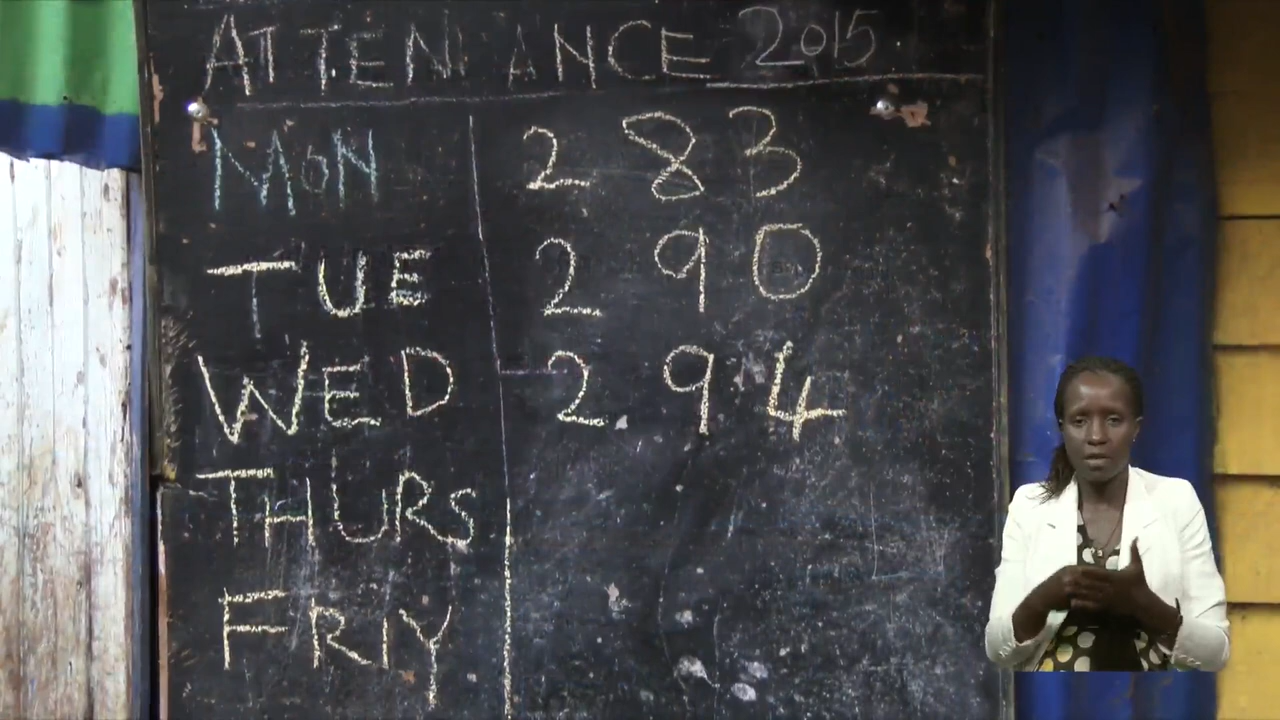 ATTENDANCE 2015
MON 283
TUE 290
WED 294
THURS
FRIY